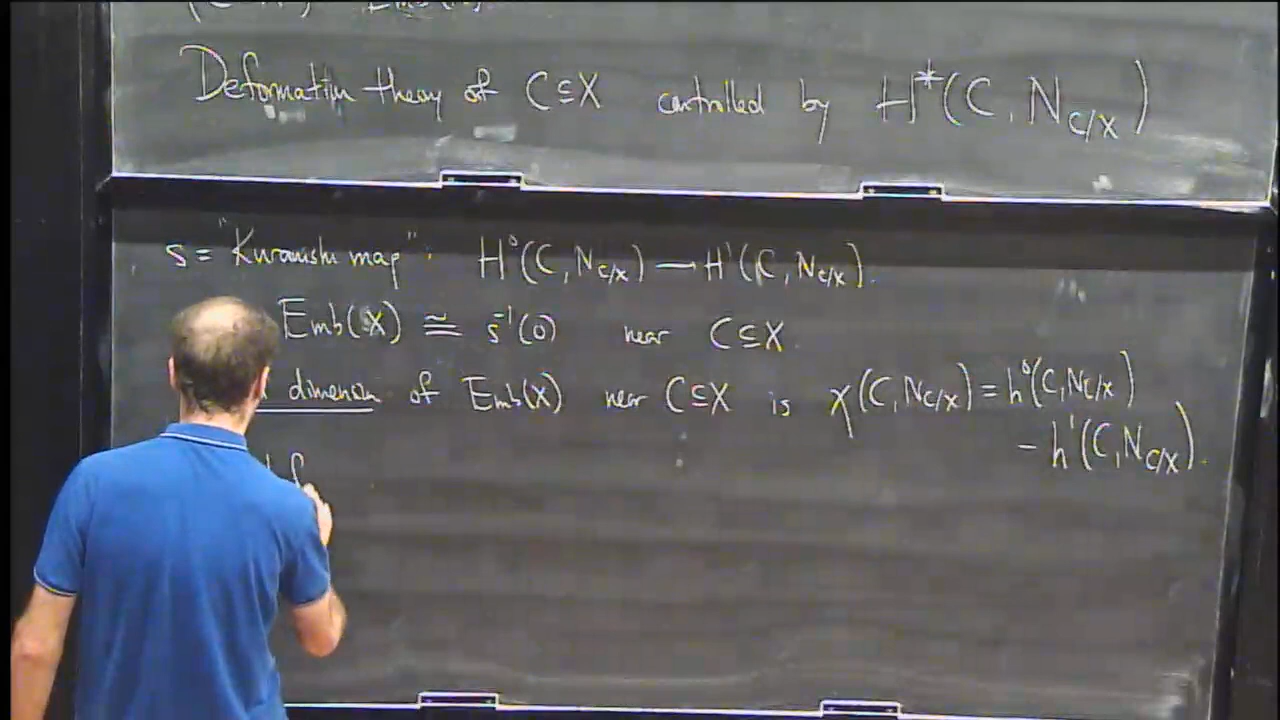 Deformation theory of C⊆X controlled by H*(C, N_{C/X})
s = "Kuranishi map": H⁰(C, N_{C/X}) → H¹(C, N_{C/X}).
Emb(X) ≅ s⁻¹(0) near C⊆X.
dimension of Emb(X) near C⊆X is χ(C, N_{C/X}) = h⁰(C, N_{C/X})
− h¹(C, N_{C/X}).